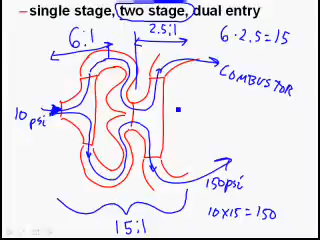 – single stage, two stage, dual entry
6:1
2.5:1
6 · 2.5 = 15
COMBUSTOR
10 psi
150 psi
10 x 15 = 150
15:1